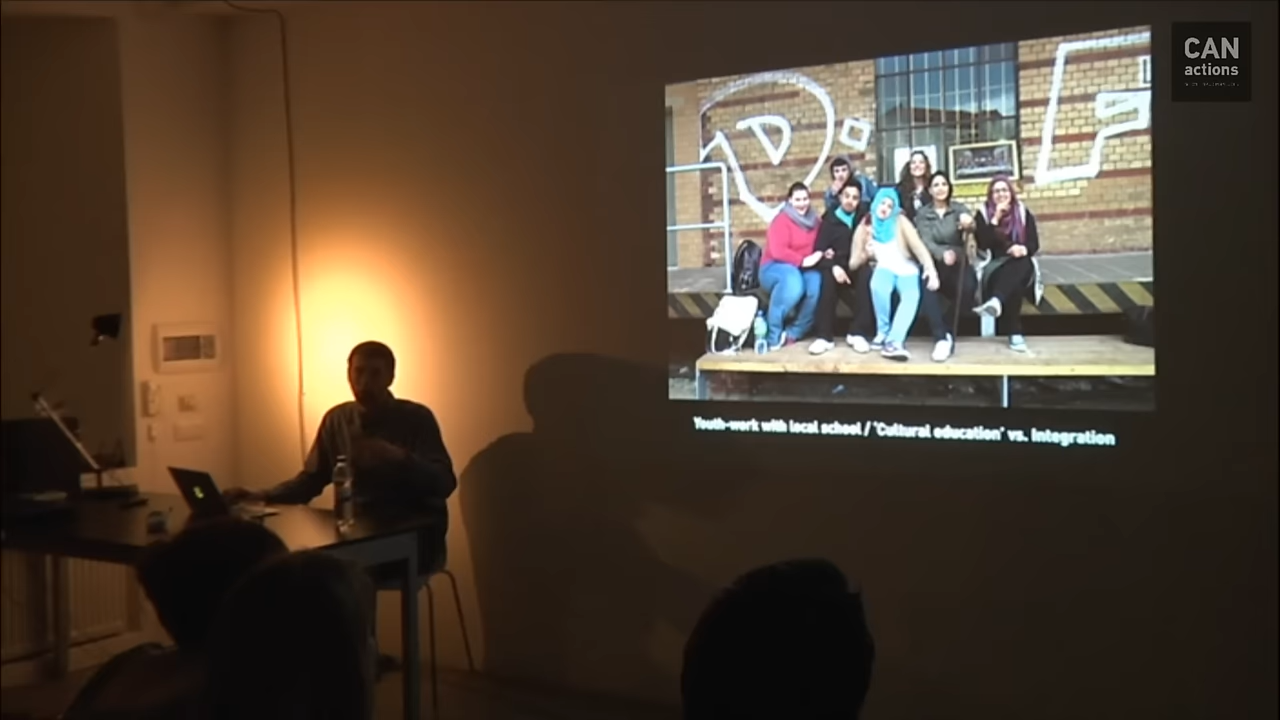 CAN
actions
Youth-work with local school / 'Cultural education' vs. Integration